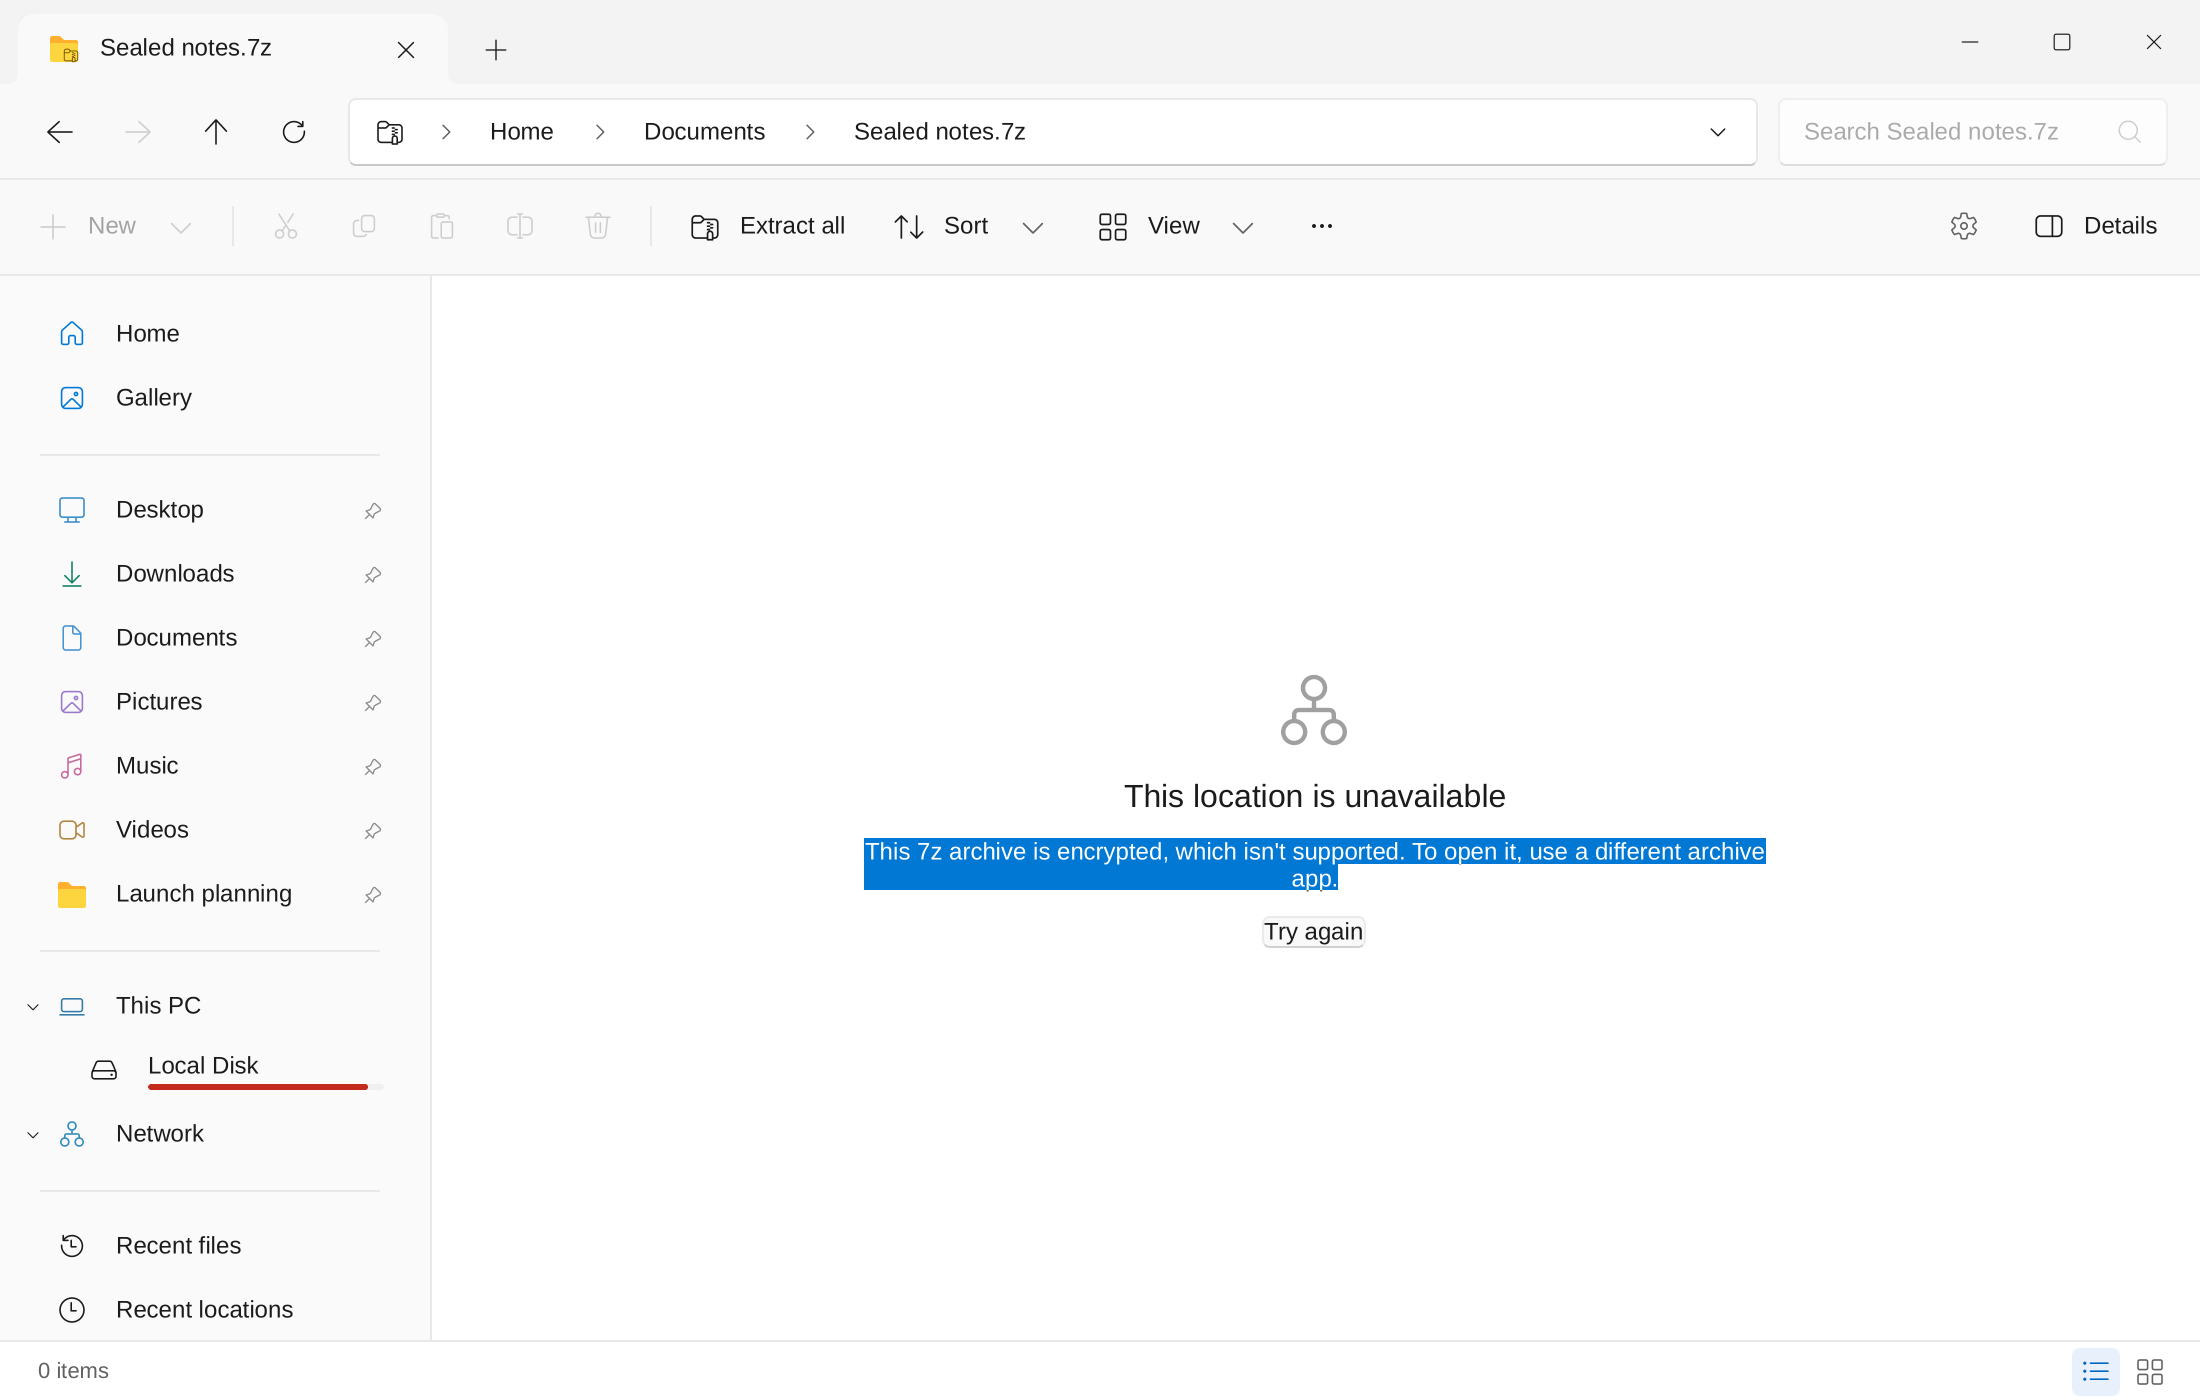 Sealed notes.7z
Home
Documents
Sealed notes.7z
Search Sealed notes.7z
New
Extract all
Sort
View
Details
Home
Gallery
Desktop
Downloads
Documents
Pictures
Music
Videos
Launch planning
This PC
Local Disk
Network
Recent files
Recent locations
This location is unavailable
This 7z archive is encrypted, which isn't supported. To open it, use a different archive
app.
Try again
0 items